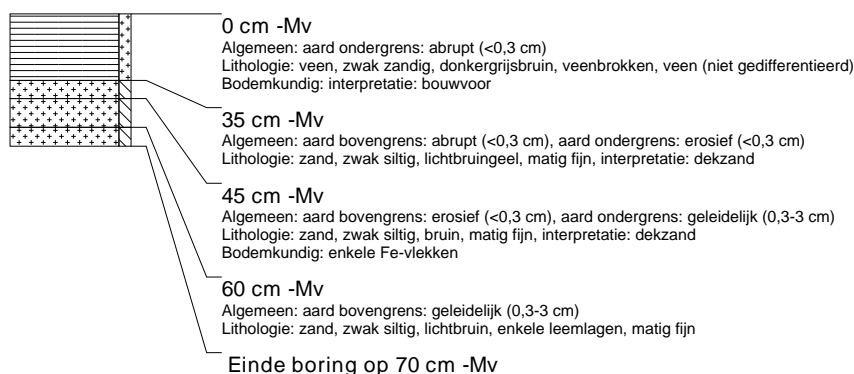 0 cm -Mv
Algemeen: aard ondergrens: abrupt (<0,3 cm)
Lithologie: veen, zwak zandig, donkergrijsbruin, veenbrokken, veen (niet gedifferentieerd)
Bodemkundig: interpretatie: bouwvoor
35 cm -Mv
Algemeen: aard bovengrens: abrupt (<0,3 cm), aard ondergrens: erosief (<0,3 cm)
Lithologie: zand, zwak siltig, lichtbruingeel, matig fijn, interpretatie: dekzand
45 cm -Mv
Algemeen: aard bovengrens: erosief (<0,3 cm), aard ondergrens: geleidelijk (0,3-3 cm)
Lithologie: zand, zwak siltig, bruin, matig fijn, interpretatie: dekzand
Bodemkundig: enkele Fe-vlekken
60 cm -Mv
Algemeen: aard bovengrens: geleidelijk (0,3-3 cm)
Lithologie: zand, zwak siltig, lichtbruin, enkele leemlagen, matig fijn
Einde boring op 70 cm -Mv